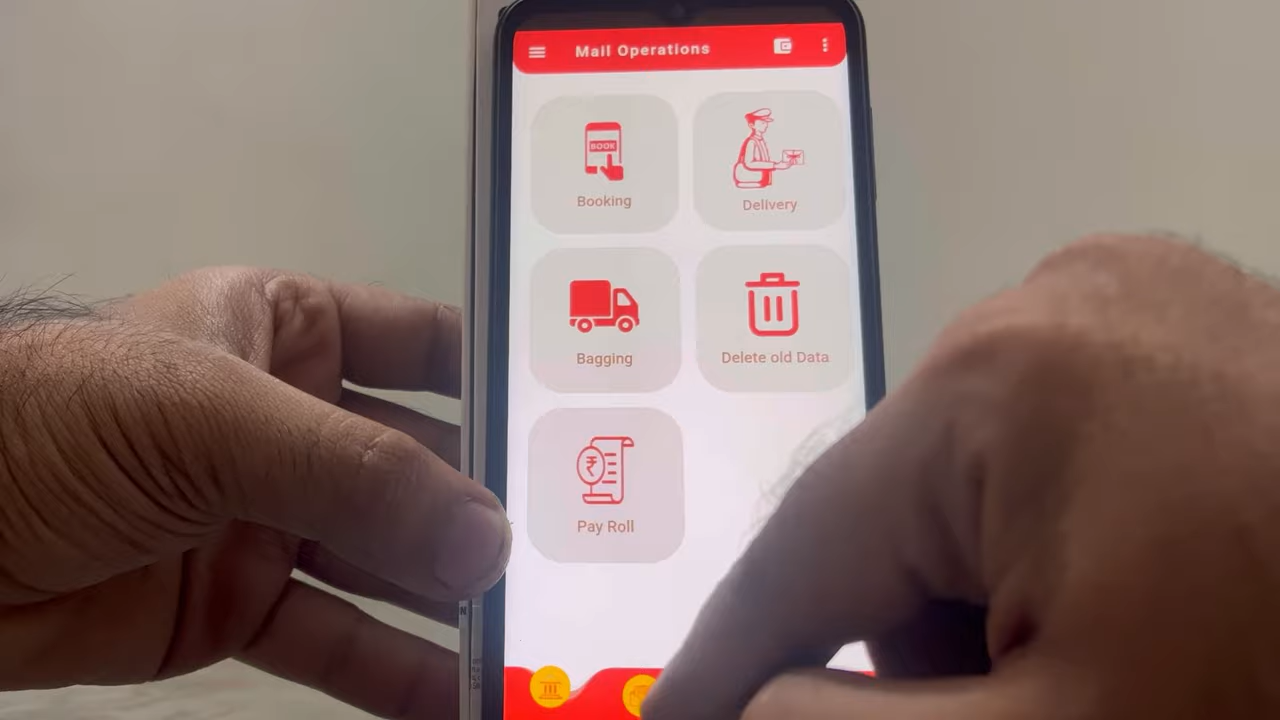 Mail Operations
BOOK
Booking
Delivery
Bagging
Delete old Data
₹
Pay Roll